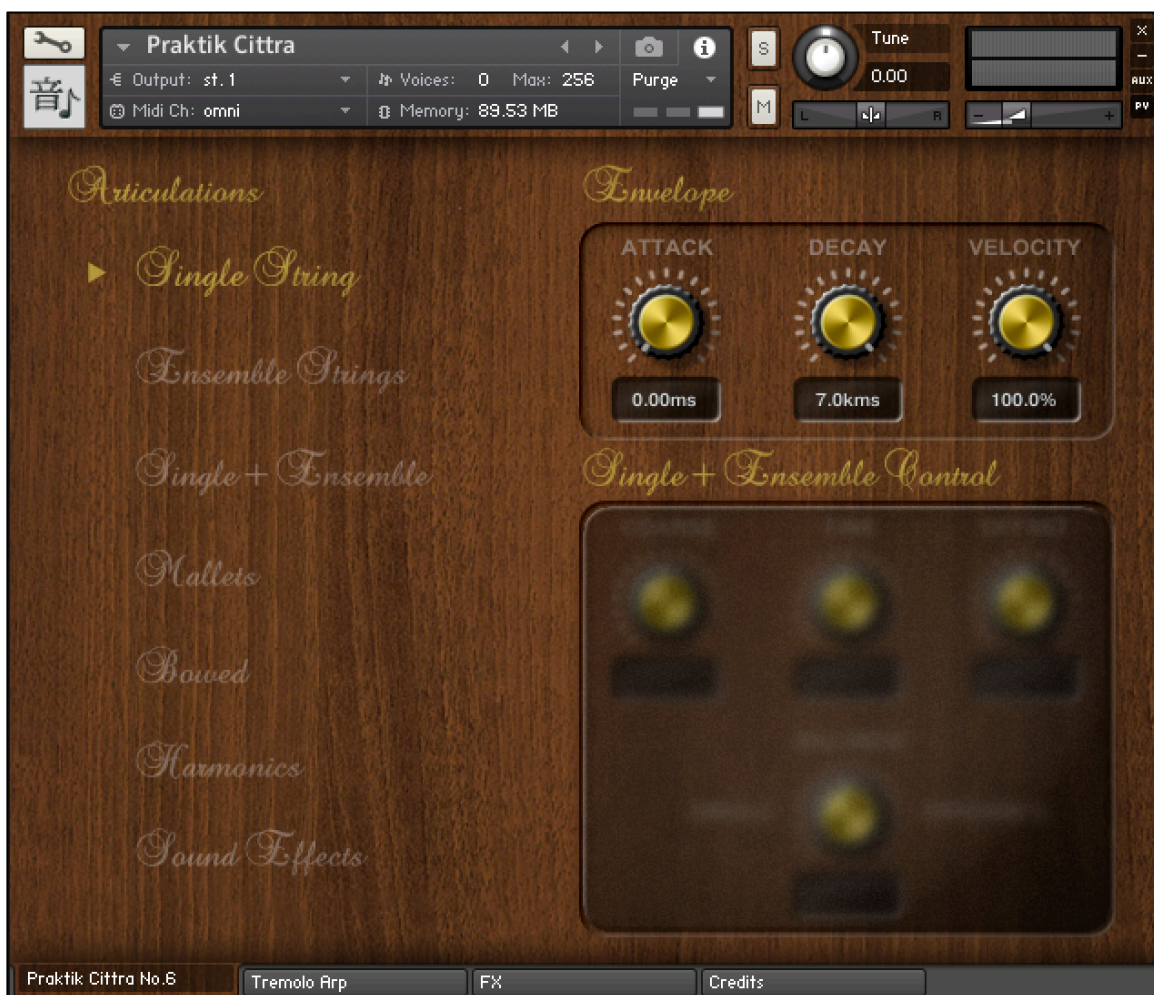 Praktik Cittra
i
Output: st. 1
Voices: 0 Max: 256
Purge
Midi Ch: omni
Memory: 89.53 MB
音
S
M
Tune
0.00
L
R
-
+
×
-
AUX
PV
Articulations
Single String
Ensemble Strings
Single + Ensemble
Mallets
Bowed
Harmonics
Sound Effects
Envelope
ATTACK
DECAY
VELOCITY
0.00ms
7.0kms
100.0%
Single + Ensemble Control
Praktik Cittra No.6
Tremolo Arp
FX
Credits